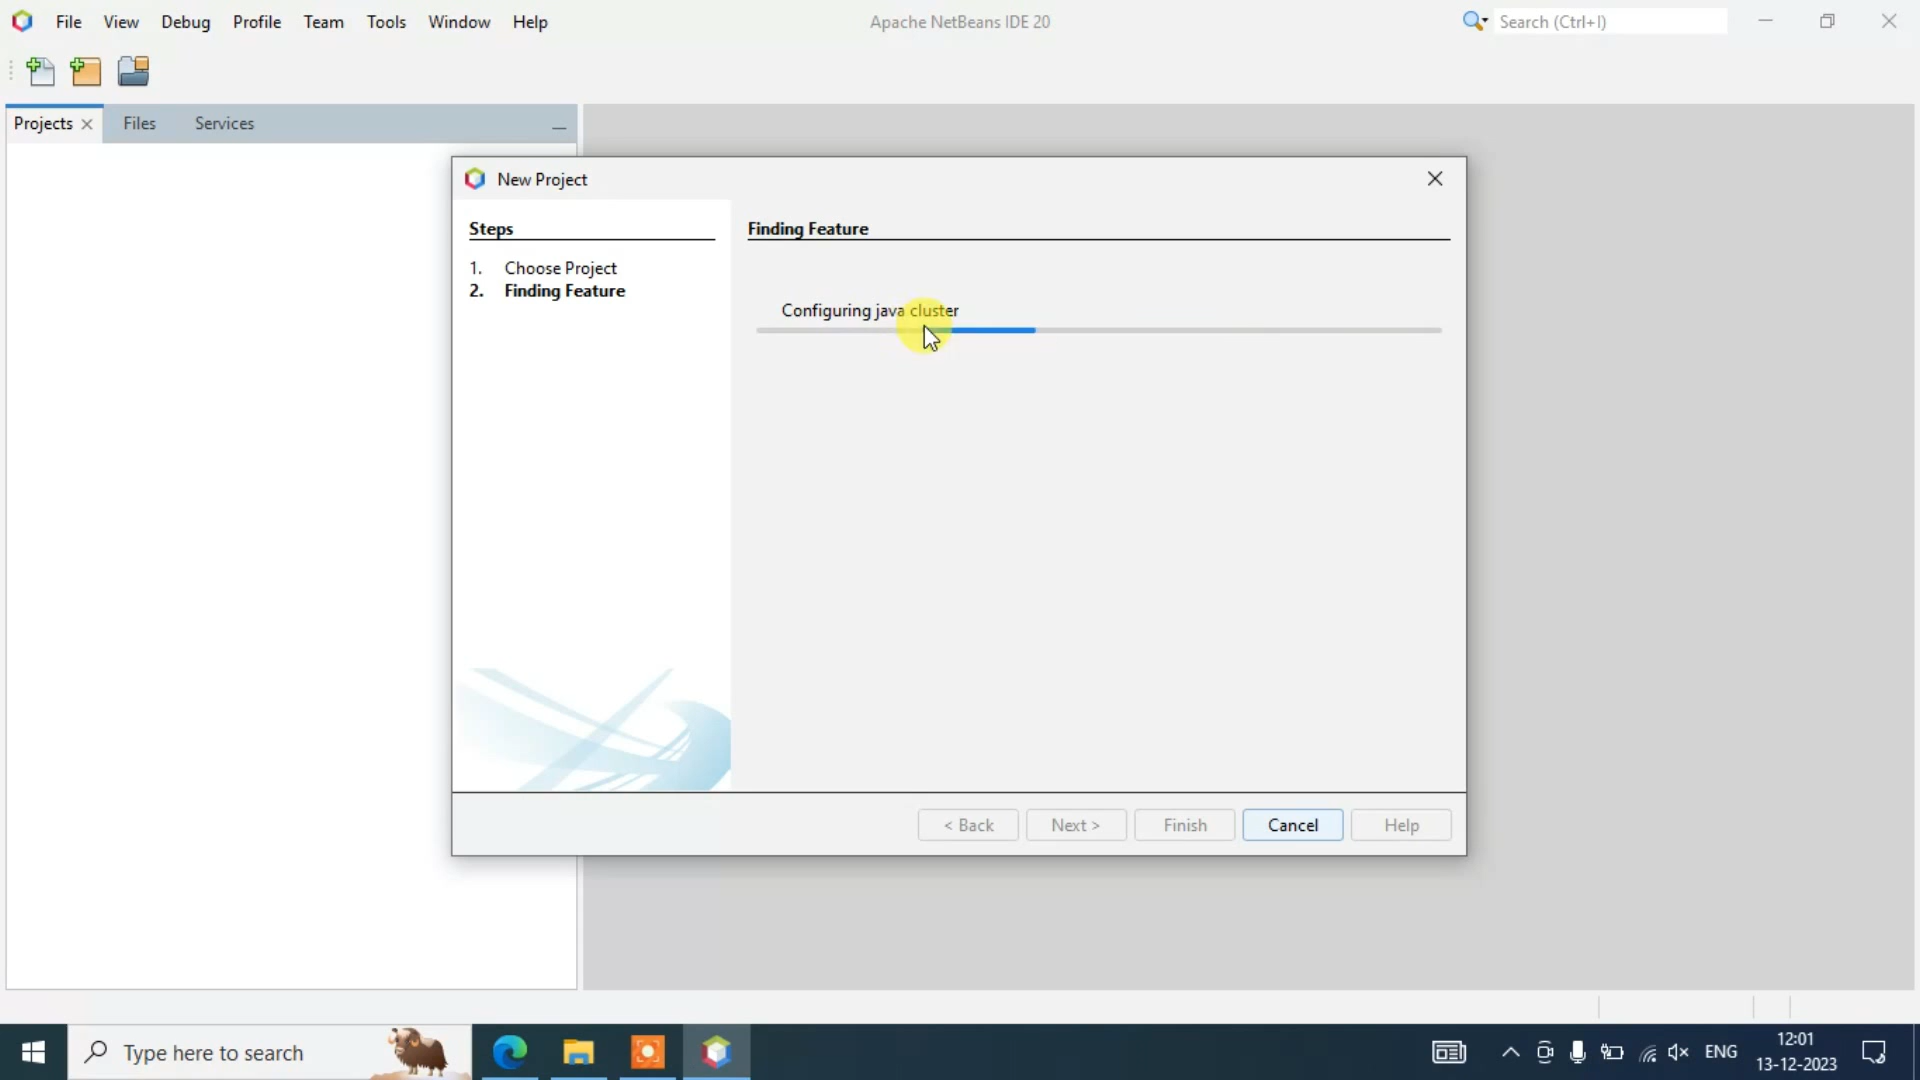 File View Debug Profile Team Tools Window Help
Apache NetBeans IDE 20
Search (Ctrl+I)
Projects
Files
Services
New Project
Steps
1. Choose Project
2. Finding Feature
Finding Feature
Configuring java cluster
< Back
Next >
Finish
Cancel
Help
Type here to search
ENG
12:01
13-12-2023